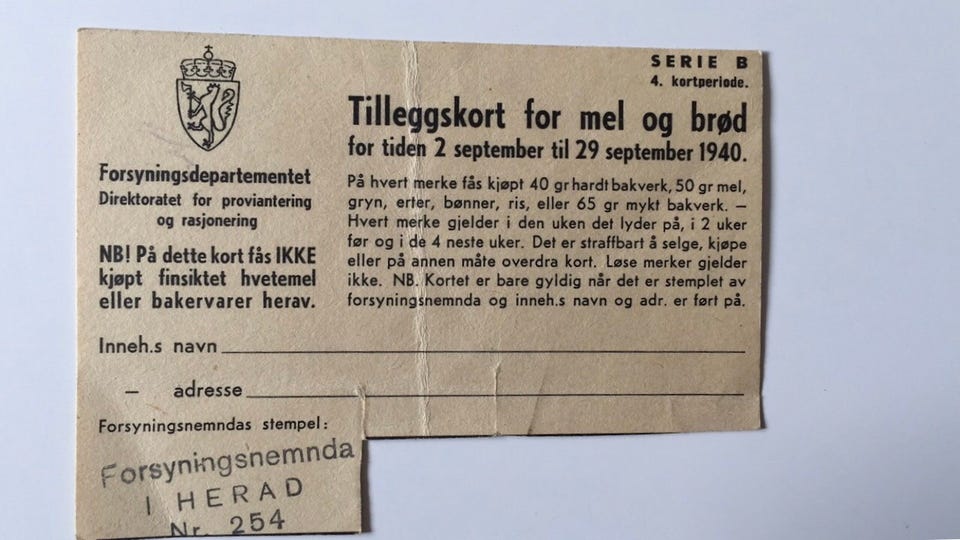 SERIE B
4. kortperiode.
Tilleggskort for mel og brød
for tiden 2 september til 29 september 1940.
Forsyningsdepartementet
Direktoratet for proviantering
og rasjonering
NB! På dette kort fås IKKE
kjøpt finsiktet hvetemel
eller bakervarer herav.
På hvert merke fås kjøpt 40 gr hardt bakverk, 50 gr mel,
gryn, erter, bønner, ris, eller 65 gr mykt bakverk. —
Hvert merke gjelder i den uken det lyder på, i 2 uker
før og i de 4 neste uker. Det er straffbart å selge, kjøpe
eller på annen måte overdra kort. Løse merker gjelder
ikke. NB. Kortet er bare gyldig når det er stemplet av
forsyningsnemnda og inneh.s navn og adr. er ført på.
Inneh.s navn
— adresse
Forsyningsnemndas stempel:
Forsyningsnemnda
I HERAD
Nr. 254